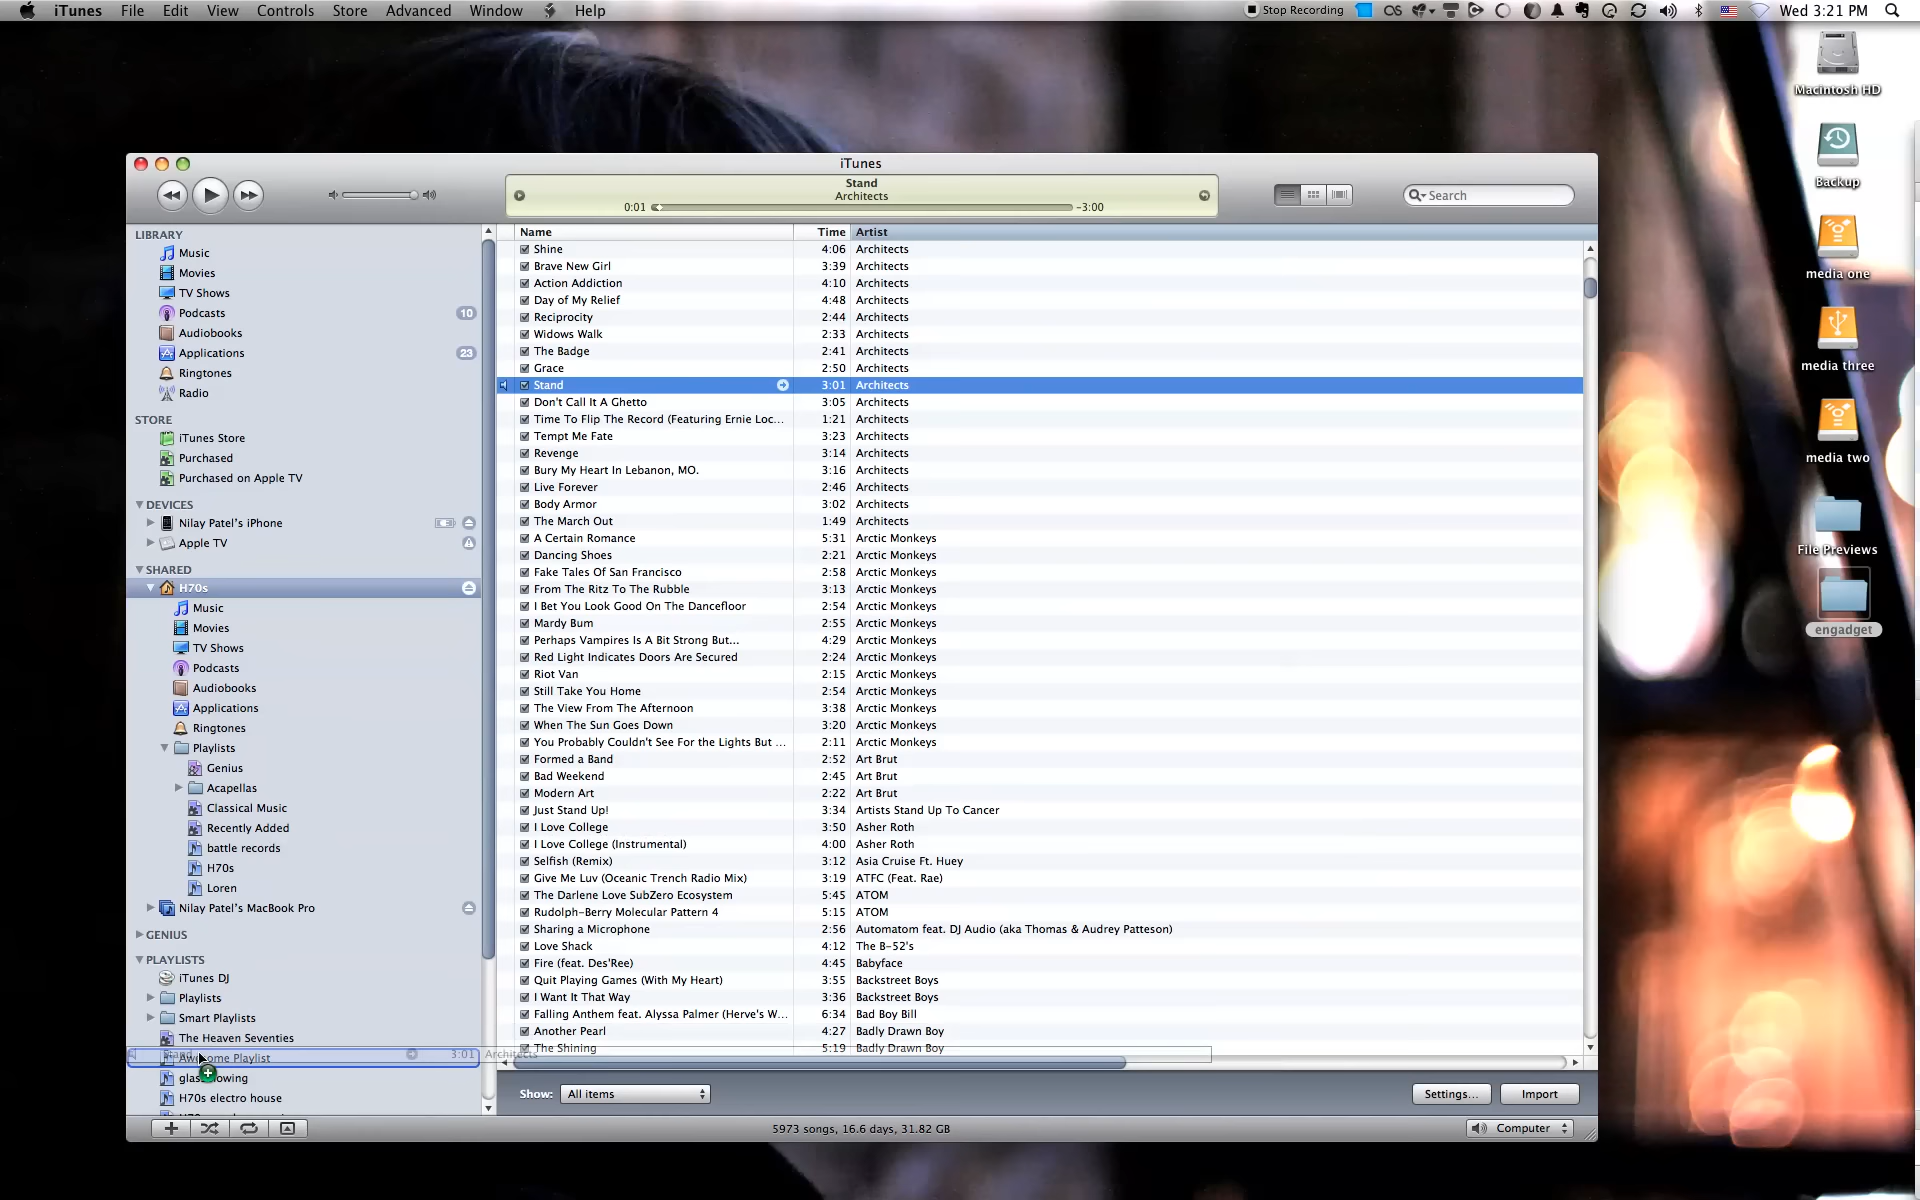 iTunes File Edit View Controls Store Advanced Window Help Stop Recording Wed 3:21 PM
Macintosh HD
Backup
media one
media three
media two
File Previews
engadget
iTunes
Stand
Architects
0:01 -3:00
Search
LIBRARY
Music
Movies
TV Shows
Podcasts 10
Audiobooks
Applications 23
Ringtones
Radio
STORE
iTunes Store
Purchased
Purchased on Apple TV
DEVICES
Nilay Patel's iPhone
Apple TV
SHARED
H70s
Music
Movies
TV Shows
Podcasts
Audiobooks
Applications
Ringtones
Playlists
Genius
Acapellas
Classical Music
Recently Added
battle records
H70s
Loren
Nilay Patel's MacBook Pro
GENIUS
PLAYLISTS
iTunes DJ
Playlists
Smart Playlists
The Heaven Seventies
Playlist
H70s electro house
Name Time Artist
Shine 4:06 Architects
Brave New Girl 3:39 Architects
Action Addiction 4:10 Architects
Day of My Relief 4:48 Architects
Reciprocity 2:44 Architects
Widows Walk 2:33 Architects
The Badge 2:41 Architects
Grace 2:50 Architects
Stand 3:01 Architects
Don't Call It A Ghetto 3:05 Architects
Time To Flip The Record (Featuring Ernie Loc... 1:21 Architects
Tempt Me Fate 3:23 Architects
Revenge 3:14 Architects
Bury My Heart In Lebanon, MO. 3:16 Architects
Live Forever 2:46 Architects
Body Armor 3:02 Architects
The March Out 1:49 Architects
A Certain Romance 5:31 Arctic Monkeys
Dancing Shoes 2:21 Arctic Monkeys
Fake Tales Of San Francisco 2:58 Arctic Monkeys
From The Ritz To The Rubble 3:13 Arctic Monkeys
I Bet You Look Good On The Dancefloor 2:54 Arctic Monkeys
Mardy Bum 2:55 Arctic Monkeys
Perhaps Vampires Is A Bit Strong But... 4:29 Arctic Monkeys
Red Light Indicates Doors Are Secured 2:24 Arctic Monkeys
Riot Van 2:15 Arctic Monkeys
Still Take You Home 2:54 Arctic Monkeys
The View From The Afternoon 3:38 Arctic Monkeys
When The Sun Goes Down 3:20 Arctic Monkeys
You Probably Couldn't See For the Lights But ... 2:11 Arctic Monkeys
Formed a Band 2:52 Art Brut
Bad Weekend 2:45 Art Brut
Modern Art 2:22 Art Brut
Just Stand Up! 3:34 Artists Stand Up To Cancer
I Love College 3:50 Asher Roth
I Love College (Instrumental) 4:00 Asher Roth
Selfish (Remix) 3:12 Asia Cruise Ft. Huey
Give Me Luv (Oceanic Trench Radio Mix) 3:19 ATFC (Feat. Rae)
The Darlene Love SubZero Ecosystem 5:45 ATOM
Rudolph-Berry Molecular Pattern 4 5:15 ATOM
Sharing a Microphone 2:56 Automatom feat. DJ Audio (aka Thomas & Audrey Patteson)
Love Shack 4:12 The B-52's
Fire (feat. Des'Ree) 4:45 Babyface
Quit Playing Games (With My Heart) 3:55 Backstreet Boys
I Want It That Way 3:36 Backstreet Boys
Falling Anthem feat. Alyssa Palmer (Herve's W... 6:34 Bad Boy Bill
Another Pearl 4:27 Badly Drawn Boy
The Shining 5:19 Badly Drawn Boy
Stand 3:01 Architects
Show: All items Settings... Import
5973 songs, 16.6 days, 31.82 GB Computer